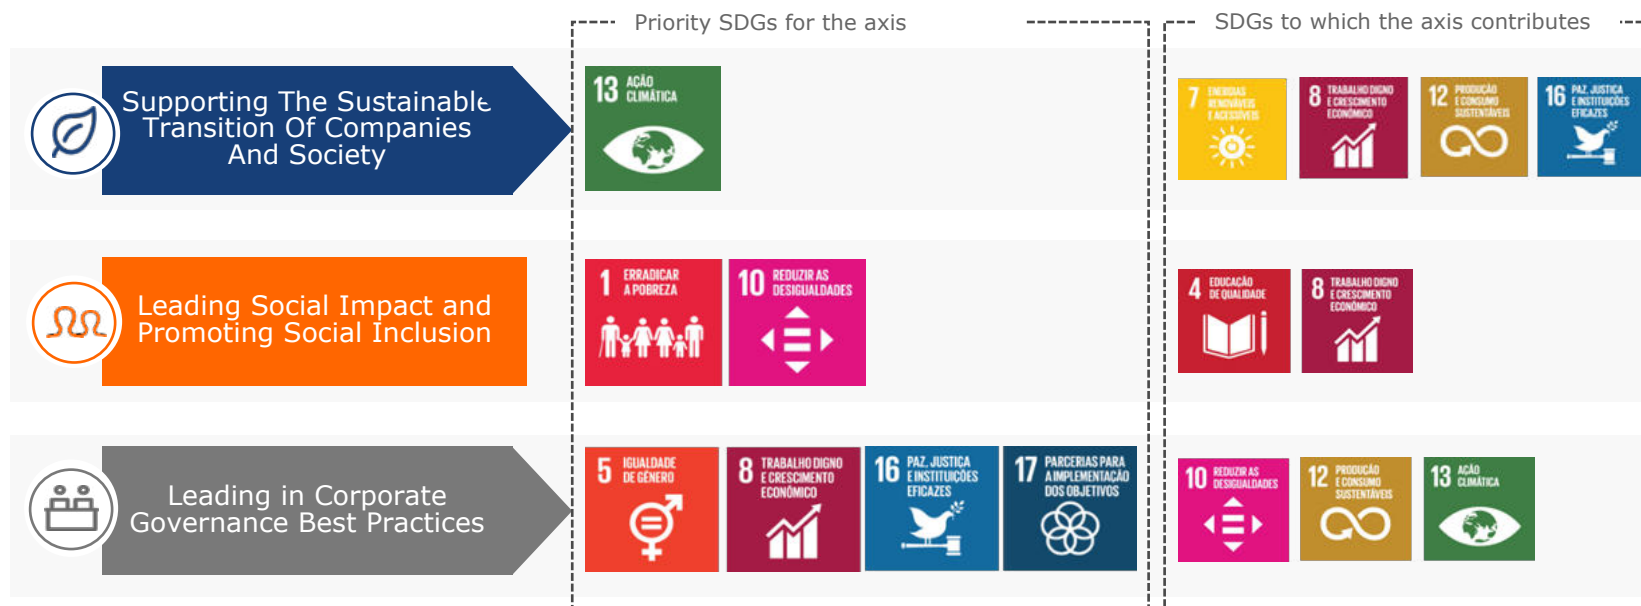 Priority SDGs for the axis
SDGs to which the axis contributes
Supporting The Sustainable
Transition Of Companies
And Society
13 AÇÃO
CLIMÁTICA
7 ENERGIAS
RENOVÁVEIS
E ACESSÍVEIS
8 TRABALHO DIGNO
E CRESCIMENTO
ECONÓMICO
12 PRODUÇÃO
E CONSUMO
SUSTENTÁVEIS
16 PAZ, JUSTIÇA
E INSTITUIÇÕES
EFICAZES
Leading Social Impact and
Promoting Social Inclusion
1 ERRADICAR
A POBREZA
10 REDUZIR AS
DESIGUALDADES
4 EDUCAÇÃO
DE QUALIDADE
8 TRABALHO DIGNO
E CRESCIMENTO
ECONÓMICO
Leading in Corporate
Governance Best Practices
5 IGUALDADE
DE GÉNERO
8 TRABALHO DIGNO
E CRESCIMENTO
ECONÓMICO
16 PAZ, JUSTIÇA
E INSTITUIÇÕES
EFICAZES
17 PARCERIAS PARA
A IMPLEMENTAÇÃO
DOS OBJETIVOS
10 REDUZIR AS
DESIGUALDADES
12 PRODUÇÃO
E CONSUMO
SUSTENTÁVEIS
13 AÇÃO
CLIMÁTICA